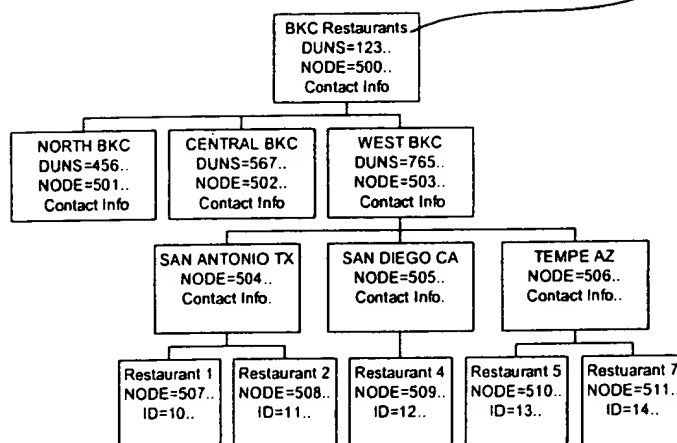 BKC Restaurants
DUNS=123..
NODE=500..
Contact Info
NORTH BKC
DUNS=456..
NODE=501..
Contact Info
CENTRAL BKC
DUNS=567..
NODE=502..
Contact Info
WEST BKC
DUNS=765..
NODE=503..
Contact Info
SAN ANTONIO TX
NODE=504..
Contact Info.
SAN DIEGO CA
NODE=505..
Contact Info.
TEMPE AZ
NODE=506..
Contact Info..
Restaurant 1
NODE=507..
ID=10..
Restaurant 2
NODE=508..
ID=11..
Restaurant 4
NODE=509..
ID=12..
Restaurant 5
NODE=510..
ID=13..
Restuarant 7
NODE=511..
ID=14..